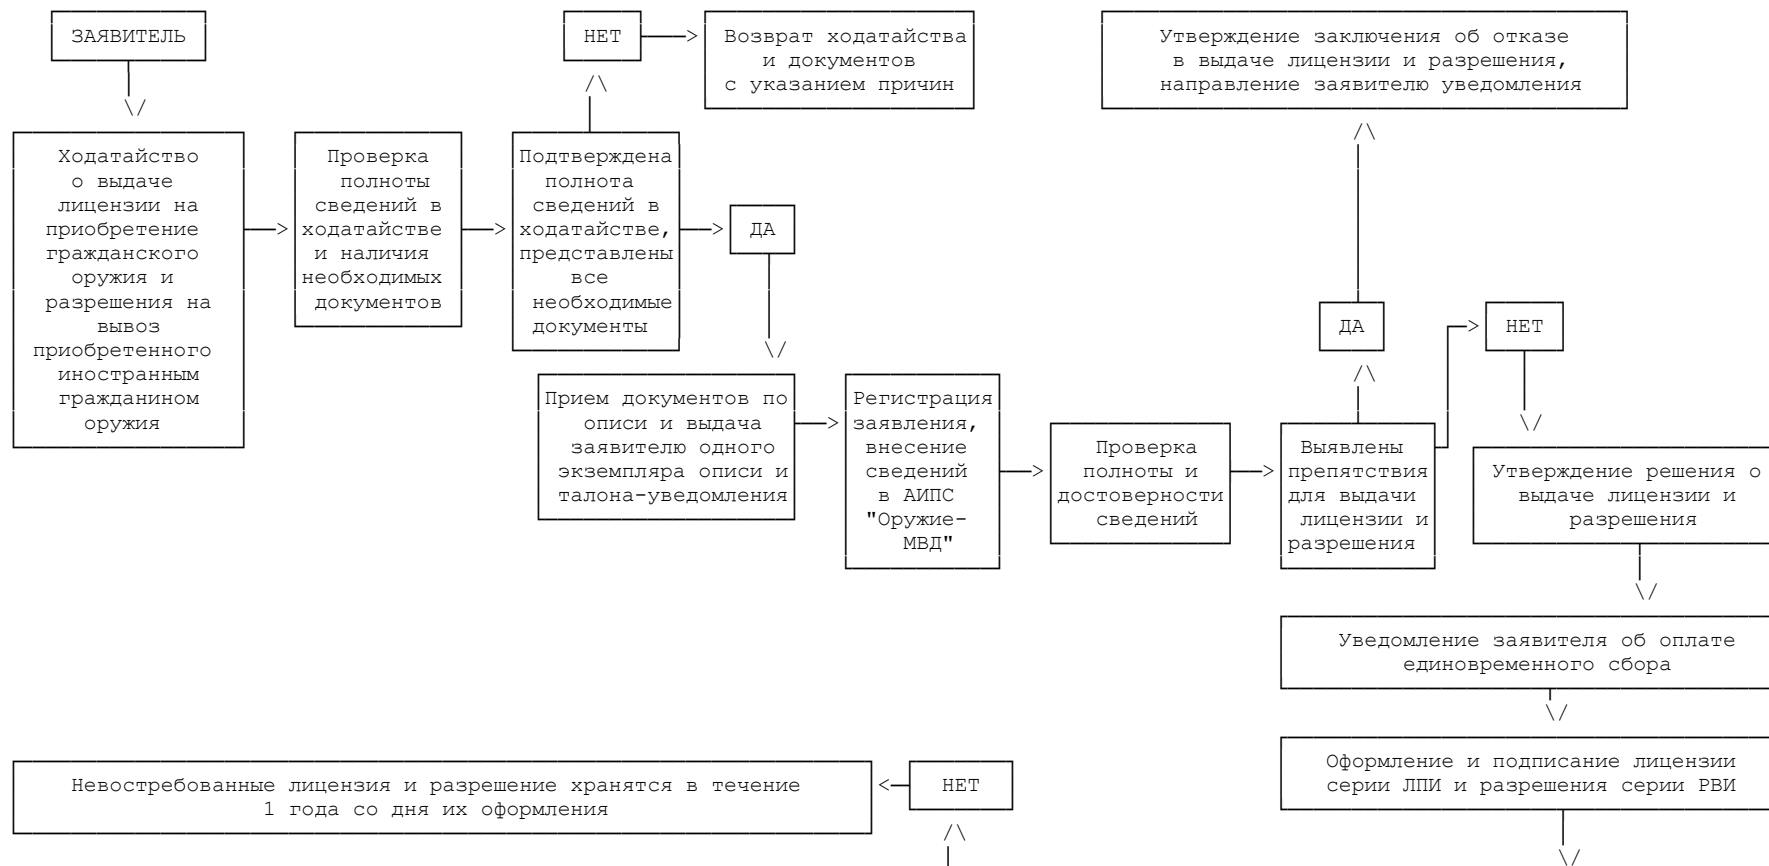 ЗАЯВИТЕЛЬ
НЕТ
Возврат ходатайства
и документов
с указанием причин
Утверждение заключения об отказе
в выдаче лицензии и разрешения,
направление заявителю уведомления
Ходатайство
о выдаче
лицензии на
приобретение
гражданского
оружия и
разрешения на
вывоз
приобретенного
иностранным
гражданином
оружия
Проверка
полноты
сведений в
ходатайстве
и наличия
необходимых
документов
Подтверждена
полнота
сведений в
ходатайстве,
представлены
все
необходимые
документы
ДА
Прием документов по
описи и выдача
заявителю одного
экземпляра описи и
талона-уведомления
Регистрация
заявления,
внесение
сведений
в АИПС
"Оружие-
МВД"
Проверка
полноты и
достоверности
сведений
Выявлены
препятствия
для выдачи
лицензии и
разрешения
ДА
НЕТ
Утверждение решения о
выдаче лицензии и
разрешения
Уведомление заявителя об оплате
единовременного сбора
Оформление и подписание лицензии
серии ЛПИ и разрешения серии РВИ
НЕТ
Невостребованные лицензия и разрешение хранятся в течение
1 года со дня их оформления